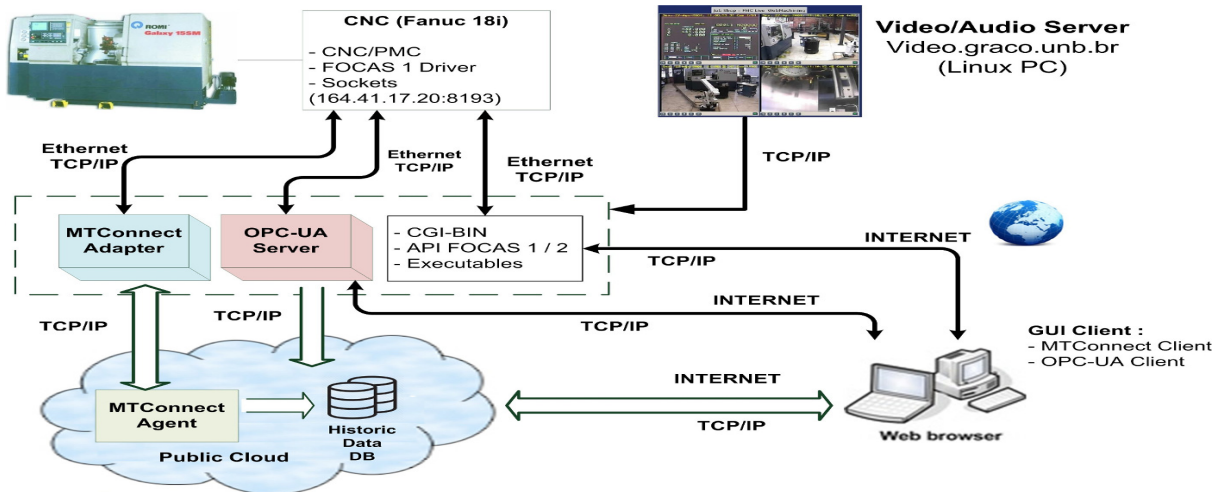 CNC (Fanuc 18i)
- CNC/PMC
- FOCAS 1 Driver
- Sockets
(164.41.17.20:8193)
ROMI
Galaxy 15SM
Video/Audio Server
Video.graco.unb.br
(Linux PC)
Ethernet
TCP/IP
Ethernet
TCP/IP
Ethernet
TCP/IP
TCP/IP
MTConnect
Adapter
OPC-UA
Server
- CGI-BIN
- API FOCAS 1 / 2
- Executables
INTERNET
TCP/IP
INTERNET
TCP/IP
TCP/IP
TCP/IP
GUI Client :
- MTConnect Client
- OPC-UA Client
MTConnect
Agent
Historic
Data
DB
Public Cloud
INTERNET
TCP/IP
Web browser